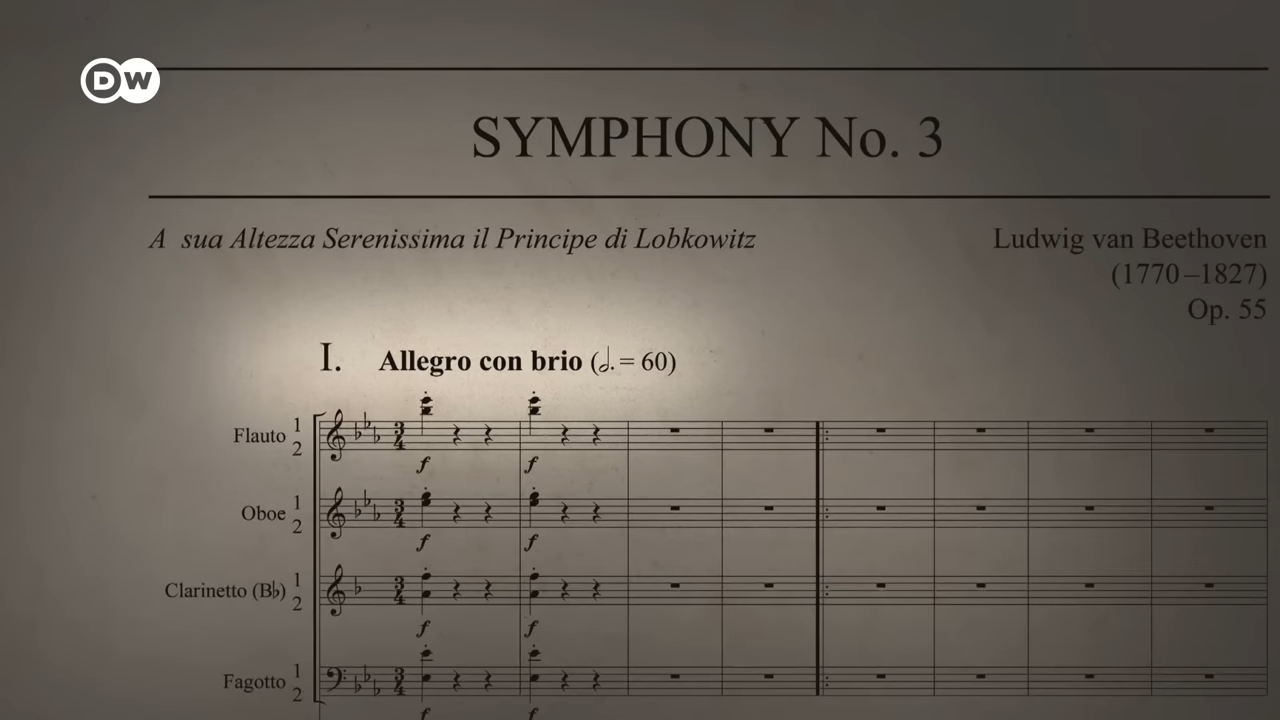 DW
SYMPHONY No. 3
A sua Altezza Serenissima il Principe di Lobkowitz
Ludwig van Beethoven
(1770–1827)
Op. 55
I. Allegro con brio (𝅗𝅥. = 60)
Flauto 1 2
f f
Oboe 1 2
f f
Clarinetto (B♭) 1 2
f f
Fagotto 1 2
f f